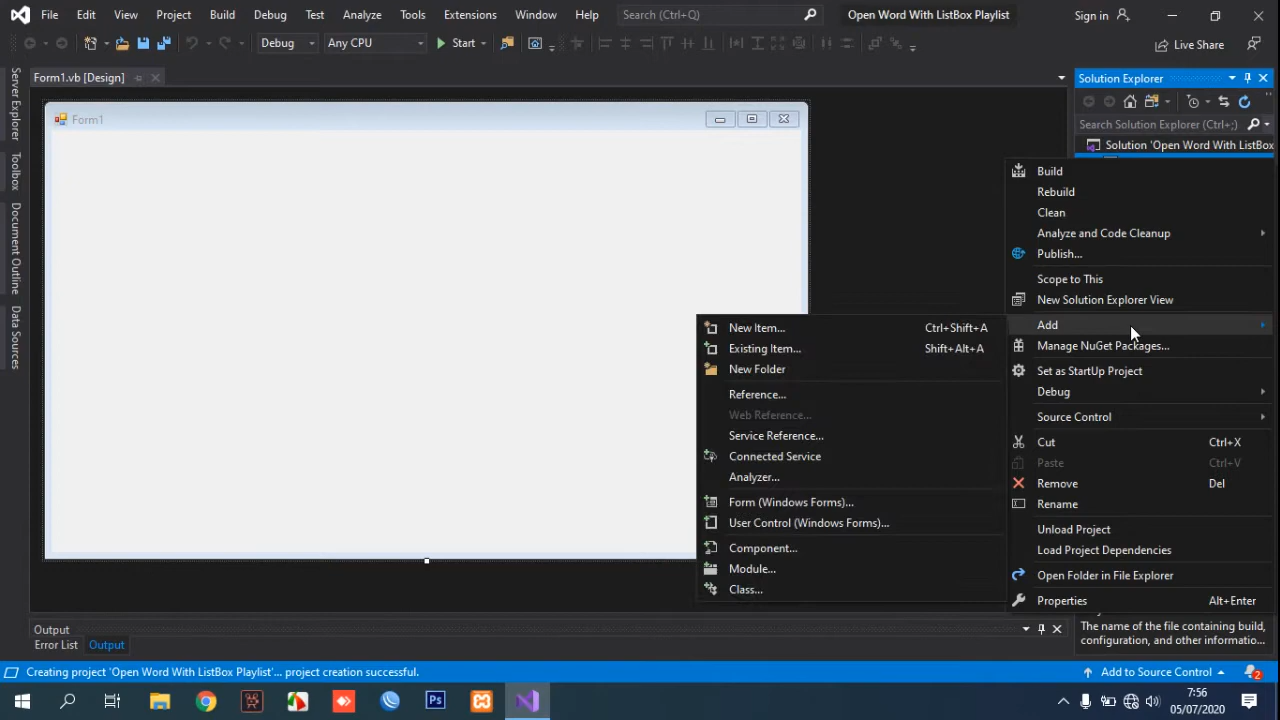 File Edit View Project Build Debug Test Analyze Tools Extensions Window Help Search (Ctrl+Q) Open Word With ListBox Playlist Sign in
Debug Any CPU Start Live Share
Server Explorer
Toolbox
Document Outline
Data Sources
Form1.vb [Design]
Form1
Solution Explorer
Search Solution Explorer (Ctrl+;)
Solution 'Open Word With ListBox
Build
Rebuild
Clean
Analyze and Code Cleanup
Publish...
Scope to This
New Solution Explorer View
Add
Manage NuGet Packages...
Set as StartUp Project
Debug
Source Control
Cut Ctrl+X
Paste Ctrl+V
Remove Del
Rename
Unload Project
Load Project Dependencies
Open Folder in File Explorer
Properties Alt+Enter
New Item... Ctrl+Shift+A
Existing Item... Shift+Alt+A
New Folder
Reference...
Web Reference...
Service Reference...
Connected Service
Analyzer...
Form (Windows Forms)...
User Control (Windows Forms)...
Component...
Module...
Class...
The name of the file containing build,
configuration, and other informatio...
Output
Error List Output
Creating project 'Open Word With ListBox Playlist'... project creation successful.
Add to Source Control 2
Ps
7:56
05/07/2020